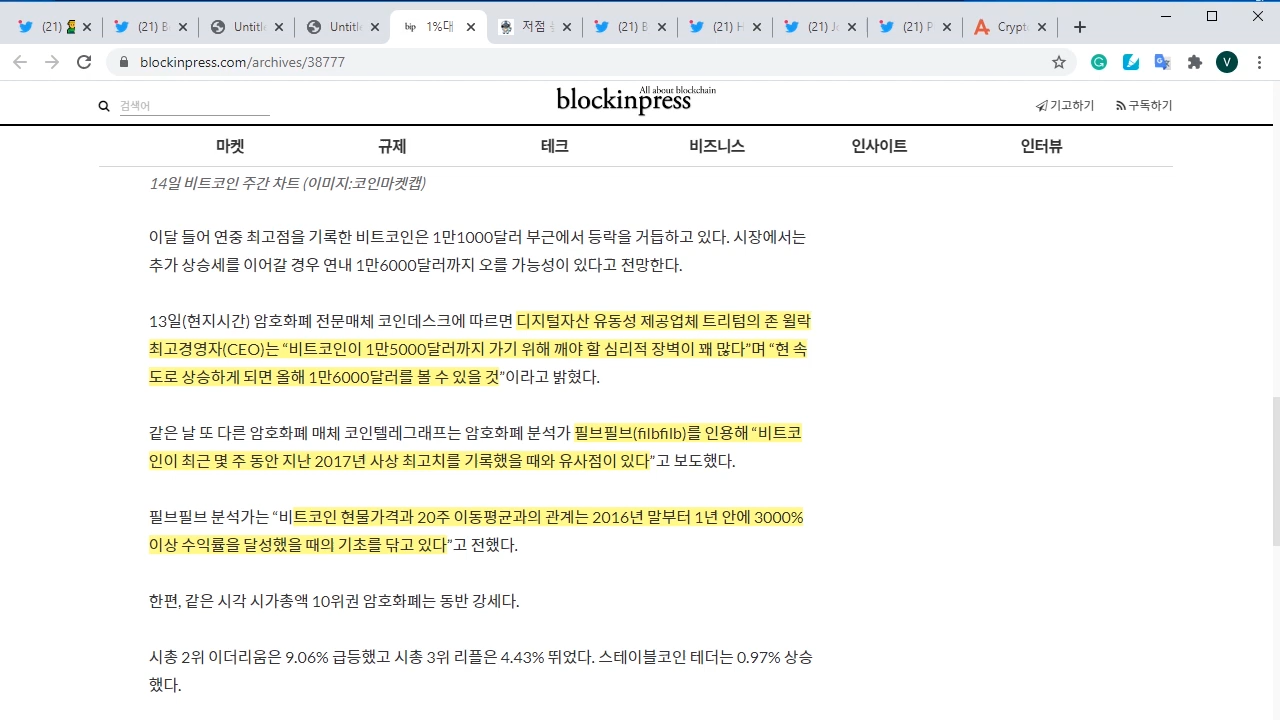 (21)
(21) B
Untitl
Untitl
bip 1%대
저점
(21) B
(21) H
(21) J
(21) P
Crypt
blockinpress.com/archives/38777
V
검색어
All about blockchain
blockinpress
기고하기
구독하기
마켓
규제
테크
비즈니스
인사이트
인터뷰
14일 비트코인 주간 차트 (이미지:코인마켓캡)
이달 들어 연중 최고점을 기록한 비트코인은 1만1000달러 부근에서 등락을 거듭하고 있다. 시장에서는
추가 상승세를 이어갈 경우 연내 1만6000달러까지 오를 가능성이 있다고 전망한다.
13일(현지시간) 암호화폐 전문매체 코인데스크에 따르면 디지털자산 유동성 제공업체 트리텀의 존 윌락
최고경영자(CEO)는 “비트코인이 1만5000달러까지 가기 위해 깨야 할 심리적 장벽이 꽤 많다”며 “현 속
도로 상승하게 되면 올해 1만6000달러를 볼 수 있을 것”이라고 밝혔다.
같은 날 또 다른 암호화폐 매체 코인텔레그래프는 암호화폐 분석가 필브필브(filbfilb)를 인용해 “비트코
인이 최근 몇 주 동안 지난 2017년 사상 최고치를 기록했을 때와 유사점이 있다”고 보도했다.
필브필브 분석가는 “비트코인 현물가격과 20주 이동평균과의 관계는 2016년 말부터 1년 안에 3000%
이상 수익률을 달성했을 때의 기초를 닦고 있다”고 전했다.
한편, 같은 시각 시가총액 10위권 암호화폐는 동반 강세다.
시총 2위 이더리움은 9.06% 급등했고 시총 3위 리플은 4.43% 뛰었다. 스테이블코인 테더는 0.97% 상승
했다.